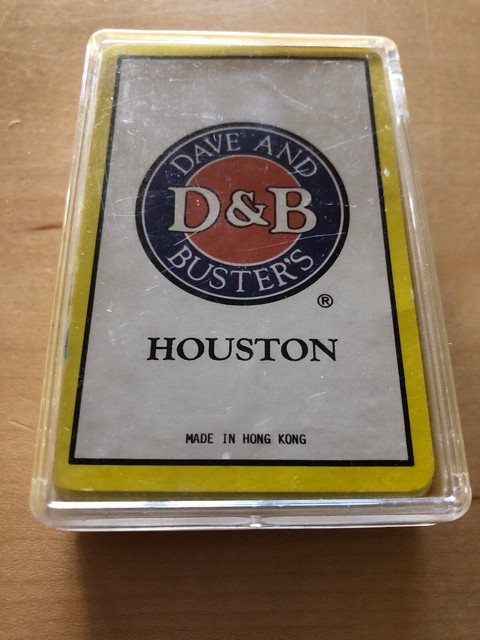 DAVE AND
D&B
BUSTER'S
®
HOUSTON
MADE IN HONG KONG